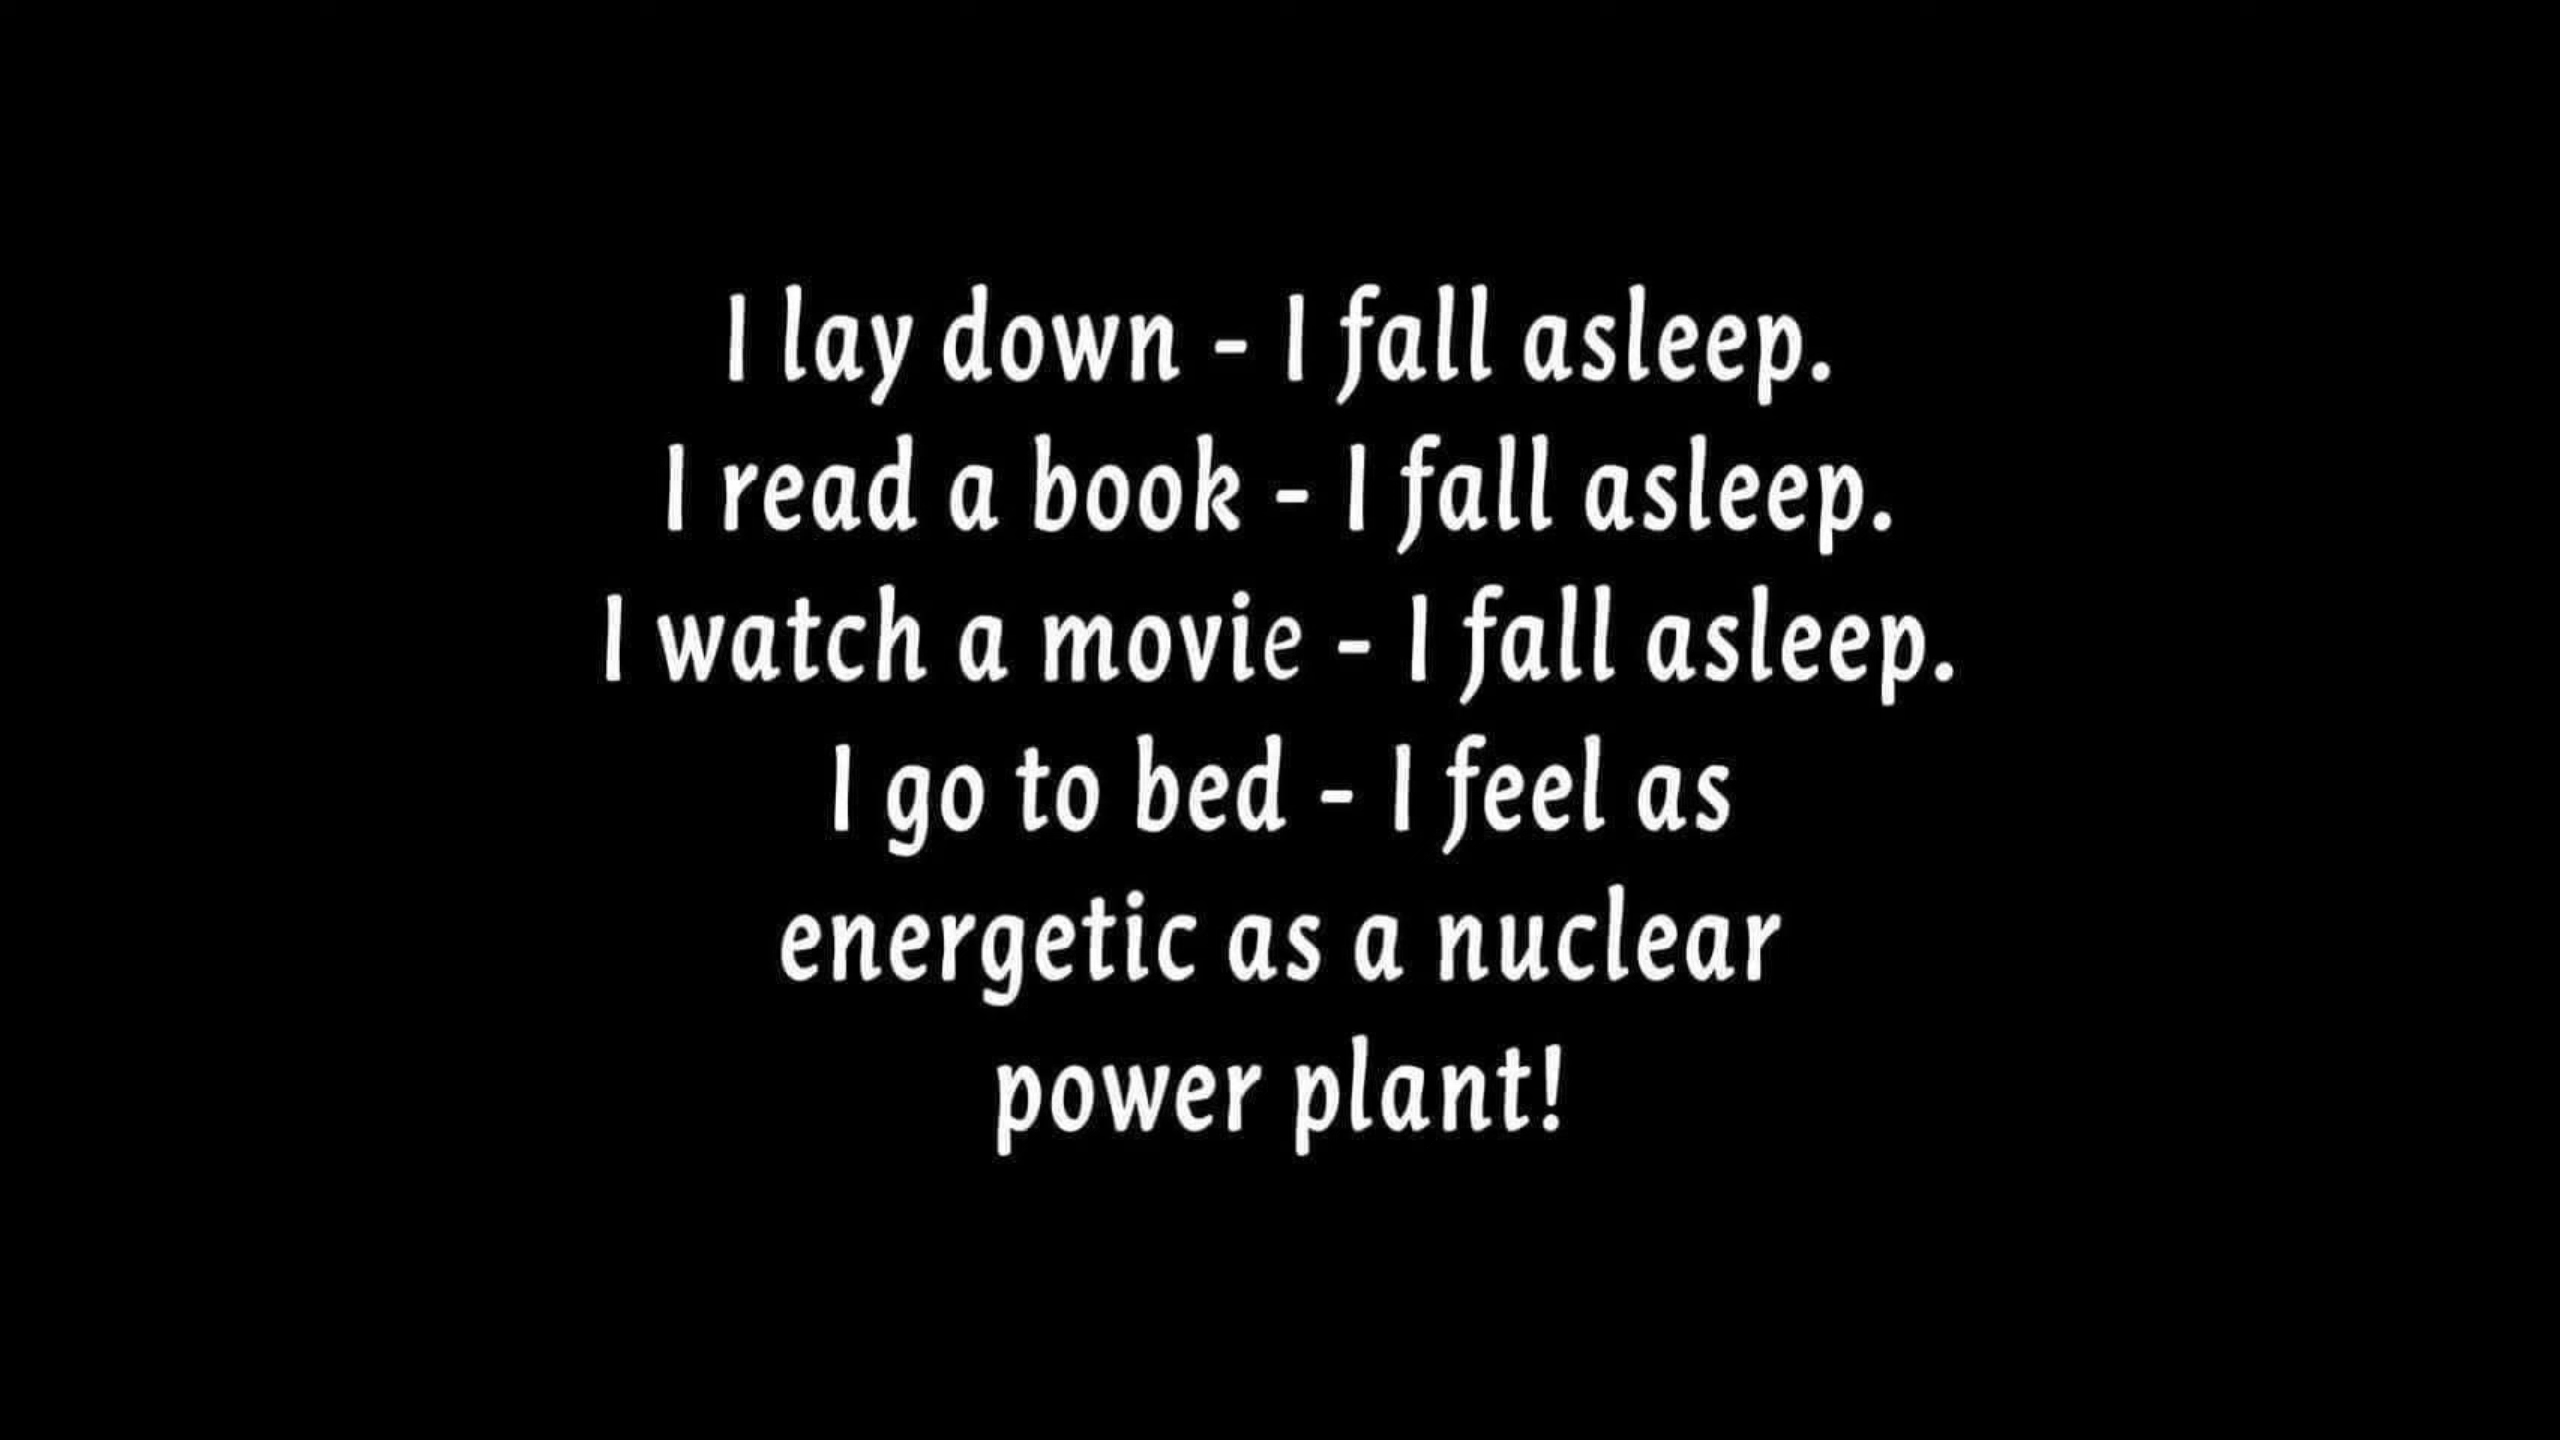 I lay down - I fall asleep.
I read a book - I fall asleep.
I watch a movie - I fall asleep.
I go to bed - I feel as
energetic as a nuclear
power plant!